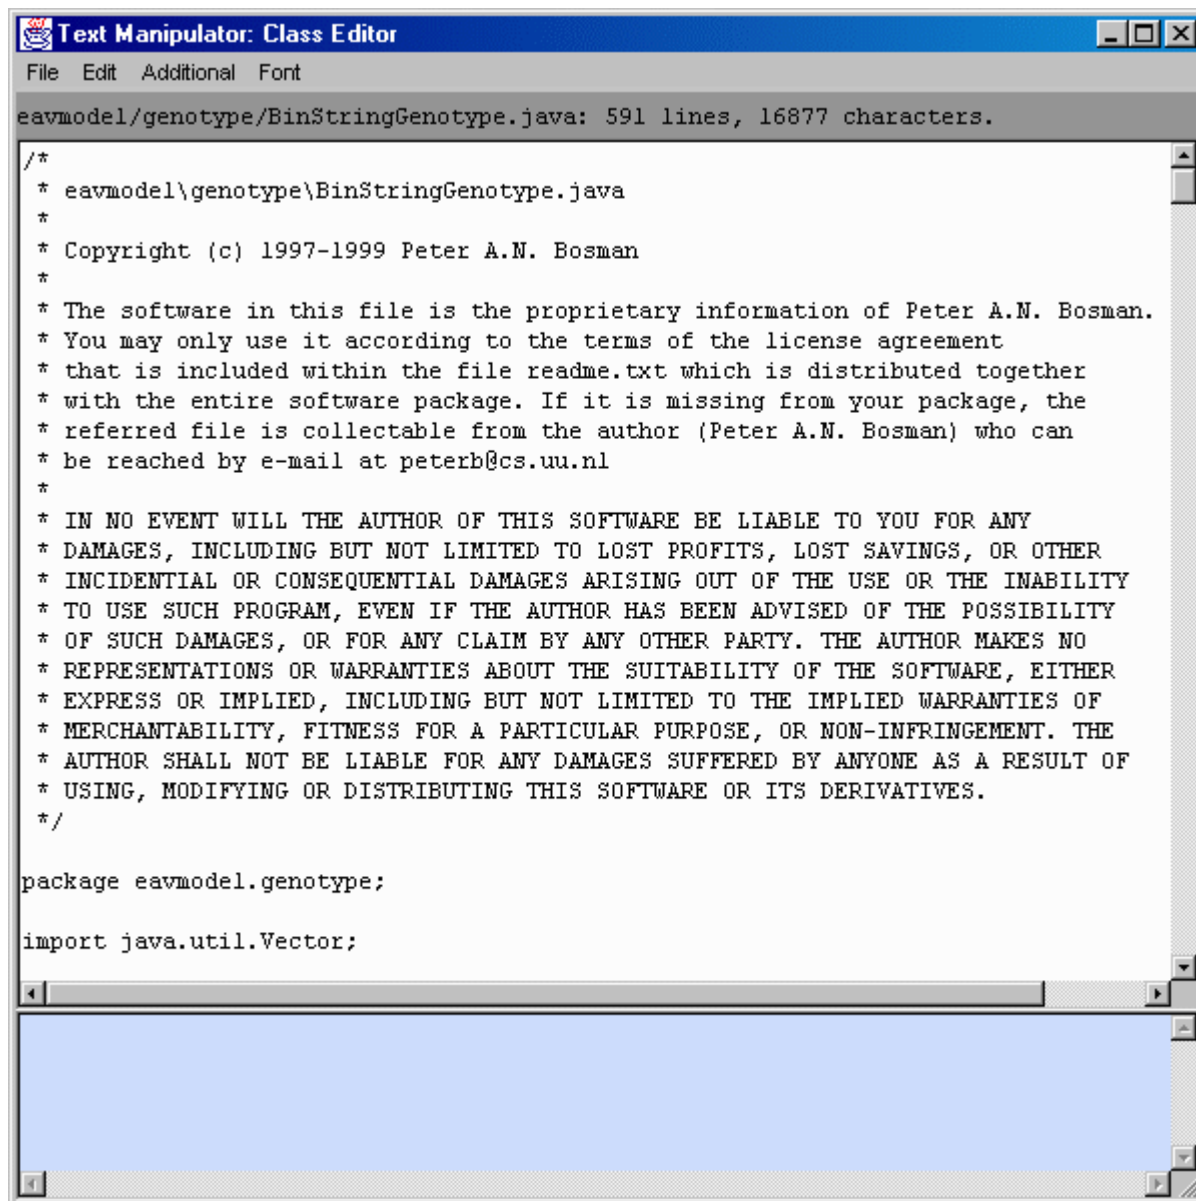 Text Manipulator: Class Editor
File Edit Additional Font
eavmodel/genotype/BinStringGenotype.java: 591 lines, 16877 characters.
/*
* eavmodel\genotype\BinStringGenotype.java
*
* Copyright (c) 1997-1999 Peter A.N. Bosman
*
* The software in this file is the proprietary information of Peter A.N. Bosman.
* You may only use it according to the terms of the license agreement
* that is included within the file readme.txt which is distributed together
* with the entire software package. If it is missing from your package, the
* referred file is collectable from the author (Peter A.N. Bosman) who can
* be reached by e-mail at peterb@cs.uu.nl
*
* IN NO EVENT WILL THE AUTHOR OF THIS SOFTWARE BE LIABLE TO YOU FOR ANY
* DAMAGES, INCLUDING BUT NOT LIMITED TO LOST PROFITS, LOST SAVINGS, OR OTHER
* INCIDENTIAL OR CONSEQUENTIAL DAMAGES ARISING OUT OF THE USE OR THE INABILITY
* TO USE SUCH PROGRAM, EVEN IF THE AUTHOR HAS BEEN ADVISED OF THE POSSIBILITY
* OF SUCH DAMAGES, OR FOR ANY CLAIM BY ANY OTHER PARTY. THE AUTHOR MAKES NO
* REPRESENTATIONS OR WARRANTIES ABOUT THE SUITABILITY OF THE SOFTWARE, EITHER
* EXPRESS OR IMPLIED, INCLUDING BUT NOT LIMITED TO THE IMPLIED WARRANTIES OF
* MERCHANTABILITY, FITNESS FOR A PARTICULAR PURPOSE, OR NON-INFRINGEMENT. THE
* AUTHOR SHALL NOT BE LIABLE FOR ANY DAMAGES SUFFERED BY ANYONE AS A RESULT OF
* USING, MODIFYING OR DISTRIBUTING THIS SOFTWARE OR ITS DERIVATIVES.
*/
package eavmodel.genotype;
import java.util.Vector;